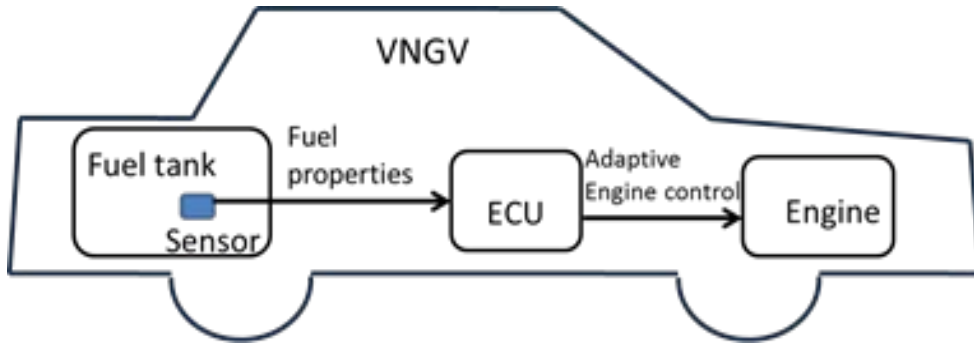 VNGV
Fuel tank
Sensor
Fuel
properties
ECU
Adaptive
Engine control
Engine